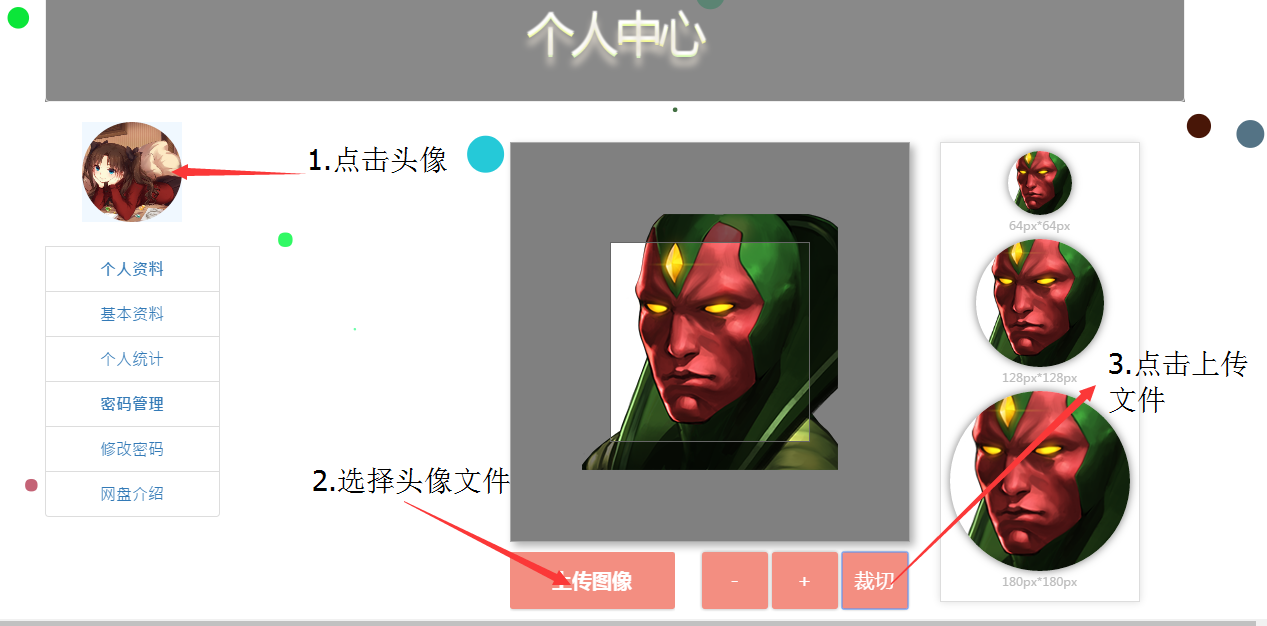 个人中心
1.点击头像
个人资料
基本资料
个人统计
密码管理
修改密码
网盘介绍
2.选择头像文件
上传图像
-
+
裁切
64px*64px
128px*128px
3.点击上传
文件
180px*180px